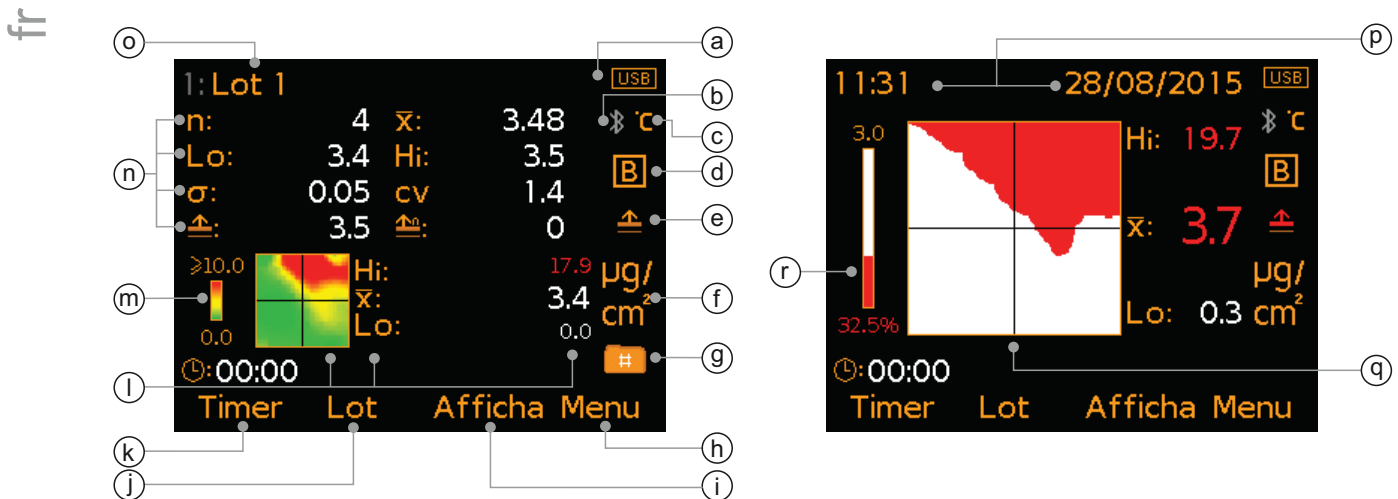 fr
o
a
p
1: Lot 1
USB
11:31
28/08/2015
USB
b
c
n: 4 x̄: 3.48
℃
Lo: 3.4 Hi: 3.5
n
B
d
σ: 0.05 cv 1.4
: 3.5 : 0
e
3.0
Hi: 19.7
℃
B
x̄: 3.7
≥10.0
Hi: 17.9
µg/
cm²
f
m
x̄: 3.4
0.0
Lo: 0.0
#
g
r
32.5%
Lo: 0.3
µg/
cm²
q
l
:00:00
:00:00
Timer Lot Afficha Menu
Timer Lot Afficha Menu
k
j
i
h